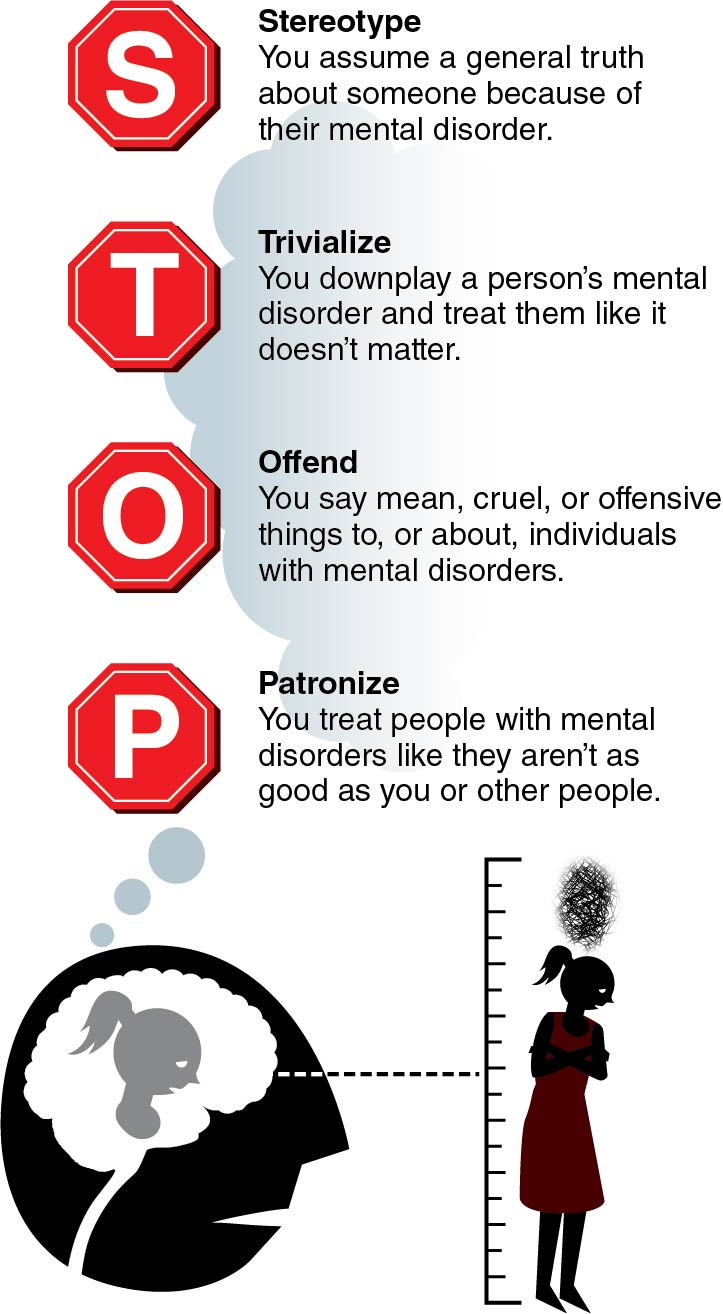 S
Stereotype
You assume a general truth
about someone because of
their mental disorder.
T
Trivialize
You downplay a person’s mental
disorder and treat them like it
doesn’t matter.
O
Offend
You say mean, cruel, or offensive
things to, or about, individuals
with mental disorders.
P
Patronize
You treat people with mental
disorders like they aren’t as
good as you or other people.